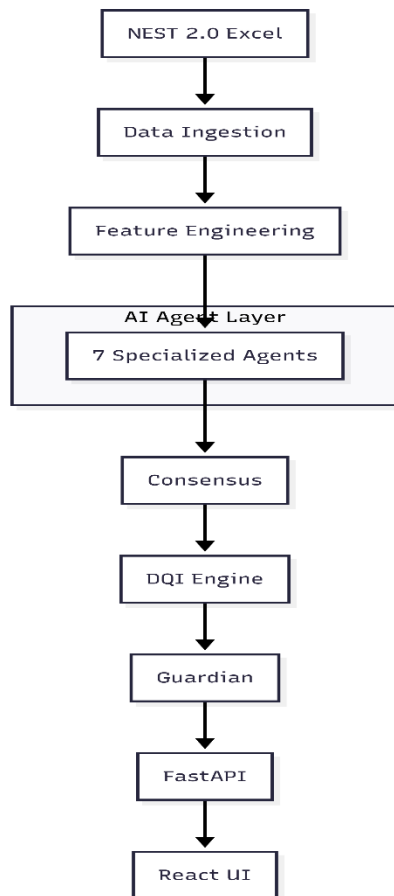 NEST 2.0 Excel
Data Ingestion
Feature Engineering
AI Agent Layer
7 Specialized Agents
Consensus
DQI Engine
Guardian
FastAPI
React UI